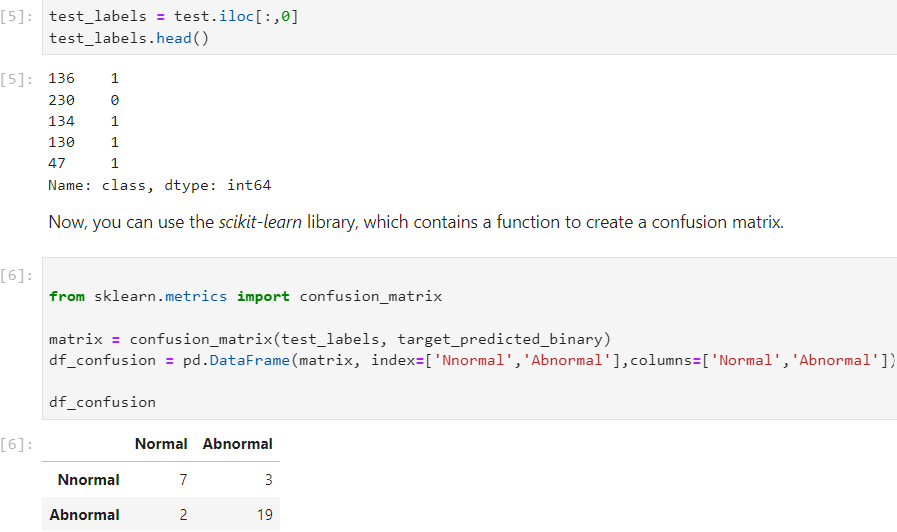 [5]: test_labels = test.iloc[:,0]
test_labels.head()
[5]: 136    1
230    0
134    1
130    1
47     1
Name: class, dtype: int64
Now, you can use the scikit-learn library, which contains a function to create a confusion matrix.
[6]:
from sklearn.metrics import confusion_matrix
matrix = confusion_matrix(test_labels, target_predicted_binary)
df_confusion = pd.DataFrame(matrix, index=['Nnormal','Abnormal'],columns=['Normal','Abnormal'])
df_confusion
[6]: Normal Abnormal
Nnormal 7 3
Abnormal 2 19